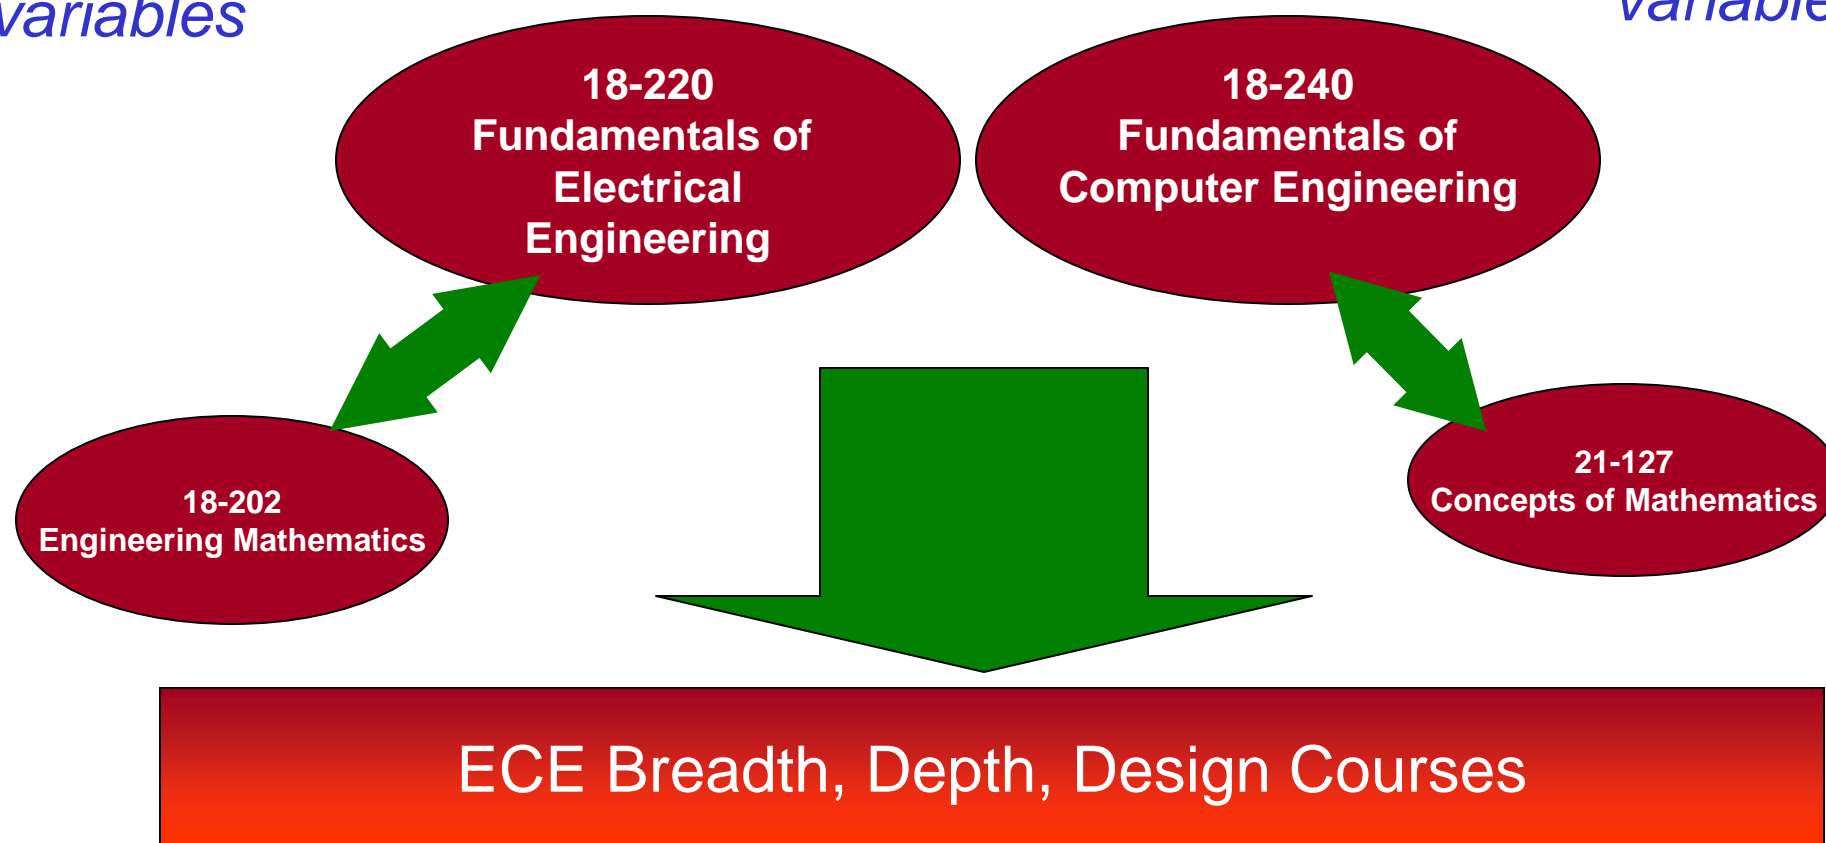 variables
18-220
Fundamentals of
Electrical
Engineering
18-240
Fundamentals of
Computer Engineering
18-202
Engineering Mathematics
21-127
Concepts of Mathematics
ECE Breadth, Depth, Design Courses